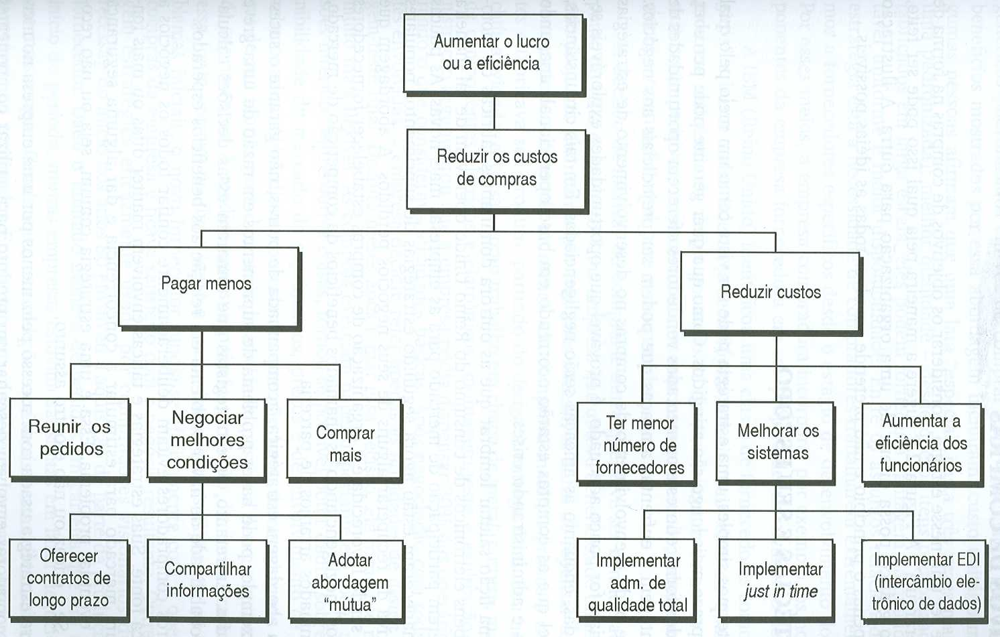 Aumentar o lucro
ou a eficiência
Reduzir os custos
de compras
Pagar menos
Reduzir custos
Reunir os
pedidos
Negociar
melhores
condições
Comprar
mais
Ter menor
número de
fornecedores
Melhorar os
sistemas
Aumentar a
eficiência dos
funcionários
Oferecer
contratos de
longo prazo
Compartilhar
informações
Adotar
abordagem
“mútua”
Implementar
adm. de
qualidade total
Implementar
just in time
Implementar EDI
(intercâmbio ele-
trônico de dados)